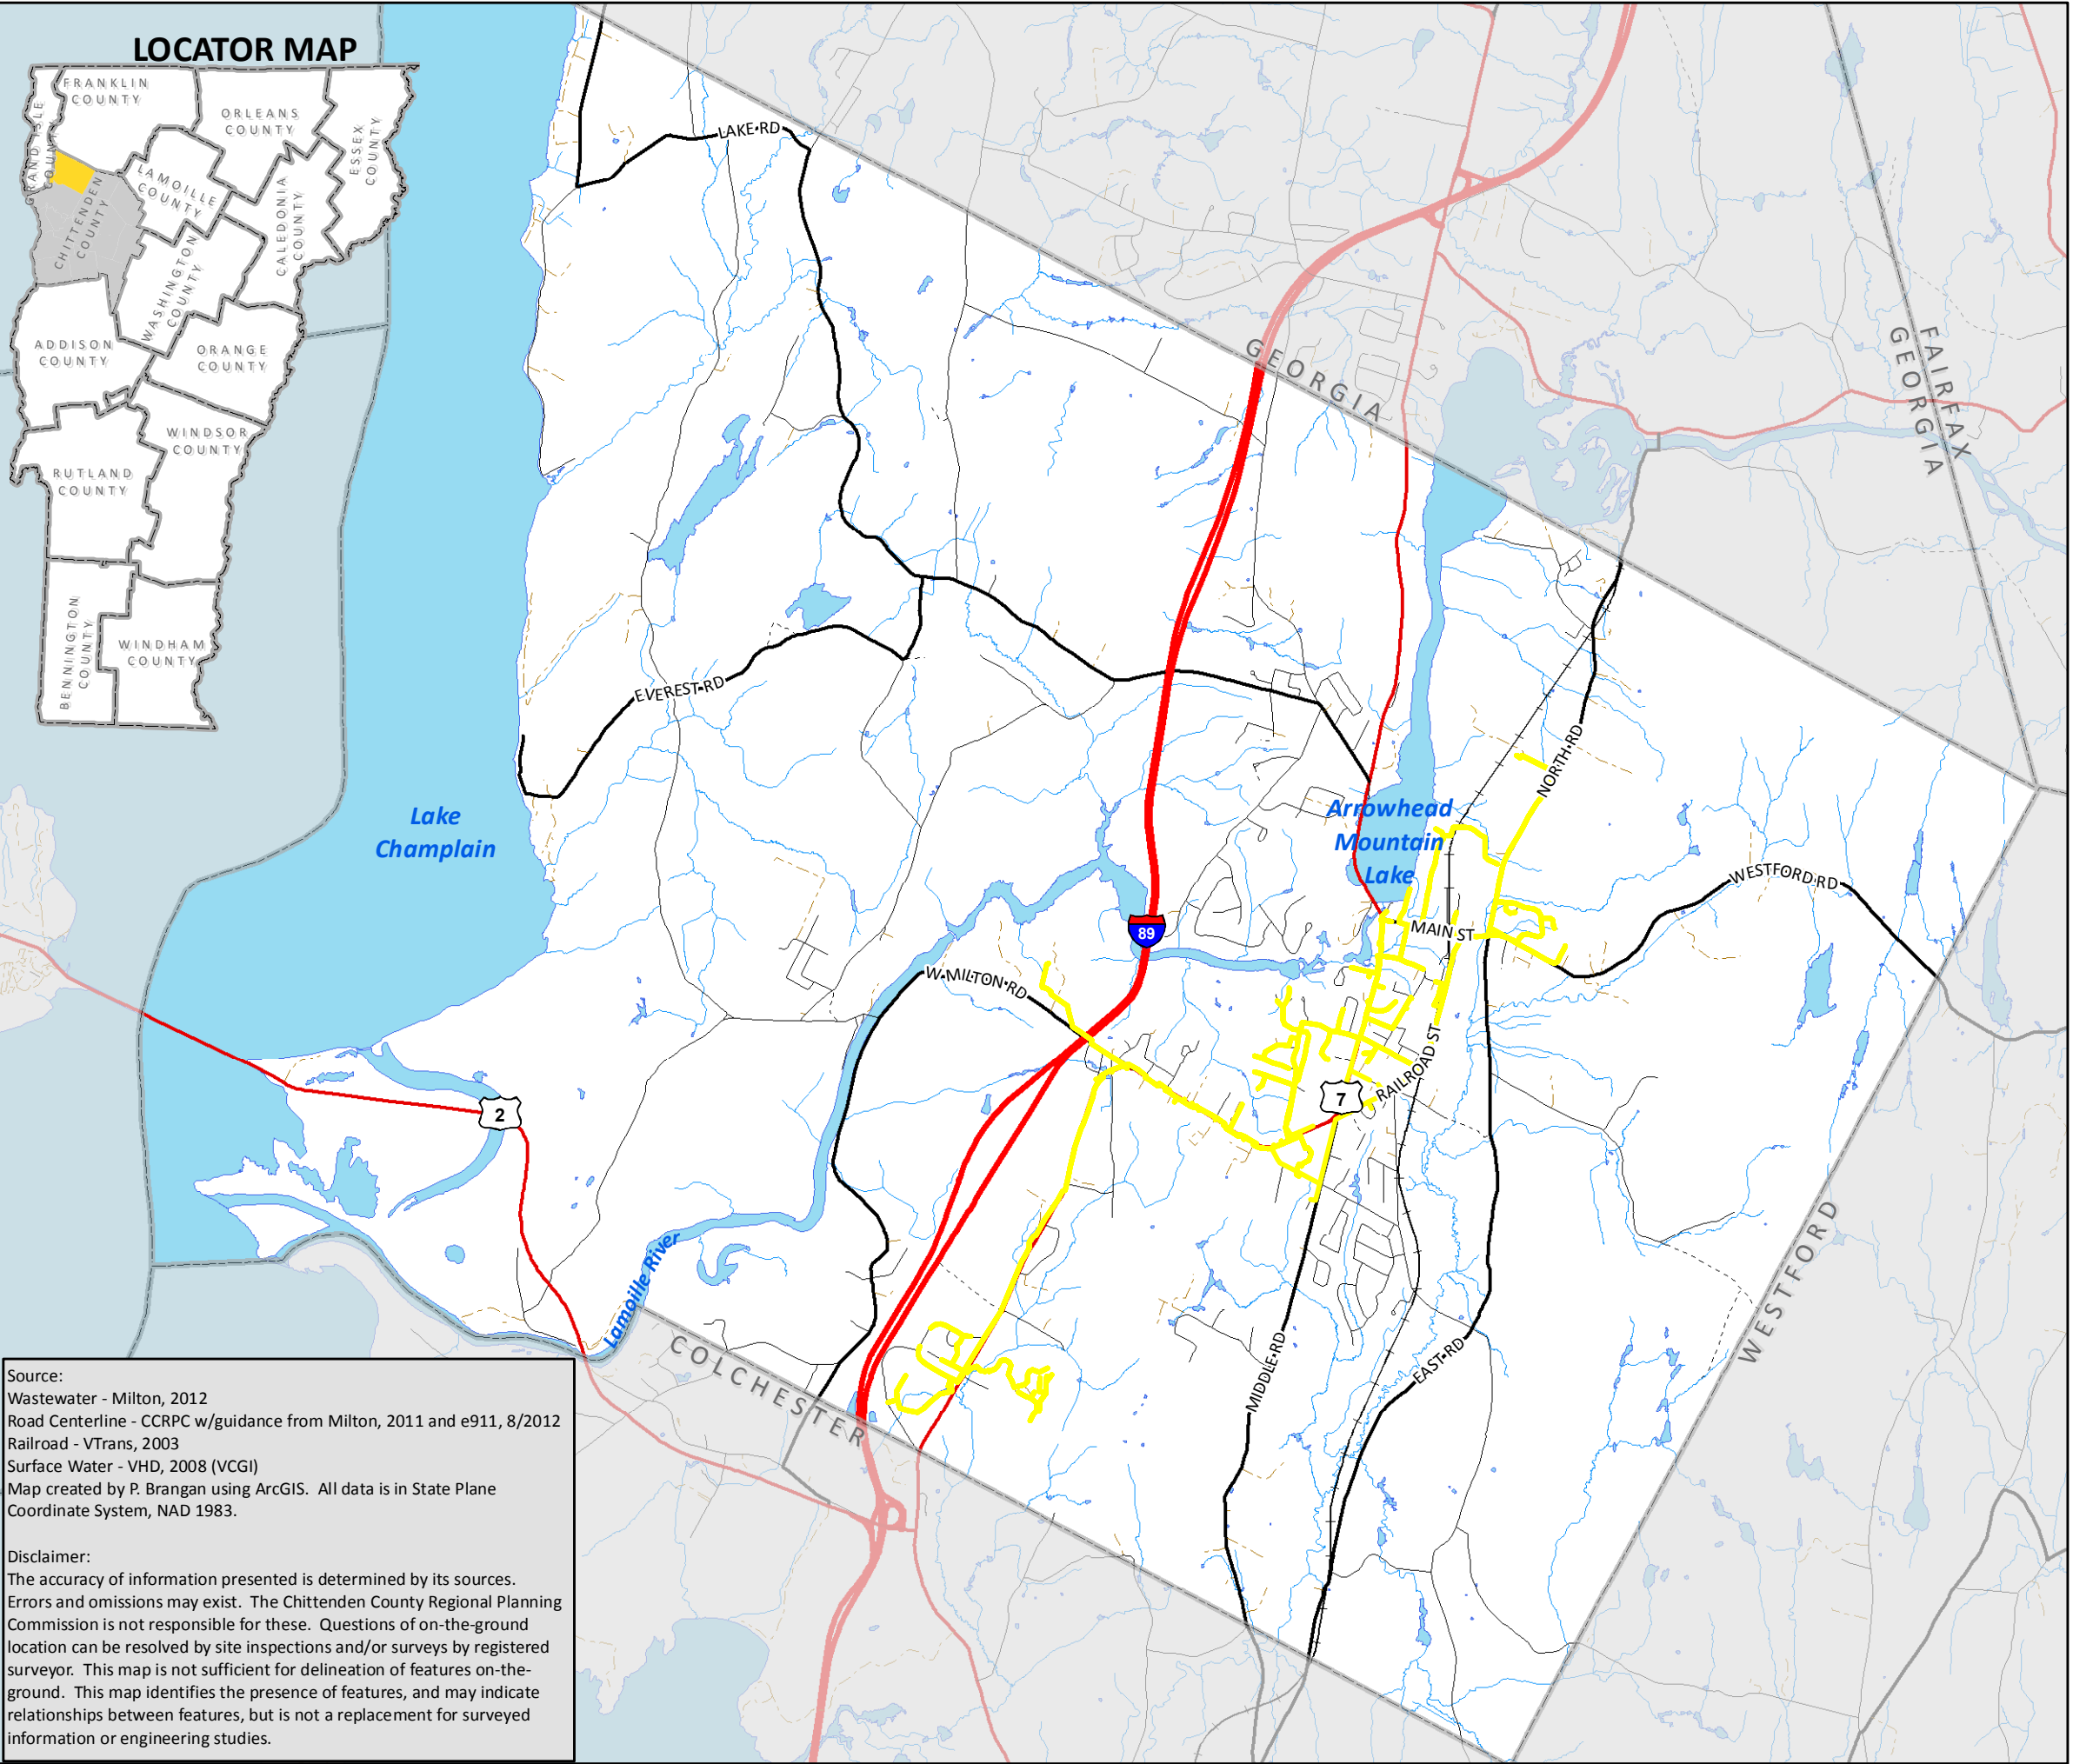 LOCATOR MAP
FRANKLIN
COUNTY
GRAND ISLE
COUNTY
ORLEANS
COUNTY
ESSEX
COUNTY
LAMOILLE
COUNTY
CHITTENDEN
COUNTY
CALEDONIA
COUNTY
WASHINGTON
COUNTY
ADDISON
COUNTY
ORANGE
COUNTY
WINDSOR
COUNTY
RUTLAND
COUNTY
BENNINGTON
COUNTY
WINDHAM
COUNTY
LAKE RD
GEORGIA
FAIRFAX
GEORGIA
EVEREST RD
NORTH RD
Lake
Champlain
Arrowhead
Mountain
Lake
WESTFORD RD
MAIN ST
89
W MILTON RD
RAILROAD ST
2
7
Lamoille River
WESTFORD
COLCHESTER
MIDDLE RD
EAST RD
Source:
Wastewater - Milton, 2012
Road Centerline - CCRPC w/guidance from Milton, 2011 and e911, 8/2012
Railroad - VTrans, 2003
Surface Water - VHD, 2008 (VCGI)
Map created by P. Brangan using ArcGIS.  All data is in State Plane
Coordinate System, NAD 1983.
Disclaimer:
The accuracy of information presented is determined by its sources.
Errors and omissions may exist.  The Chittenden County Regional Planning
Commission is not responsible for these.  Questions of on-the-ground
location can be resolved by site inspections and/or surveys by registered
surveyor.  This map is not sufficient for delineation of features on-the-
ground.  This map identifies the presence of features, and may indicate
relationships between features, but is not a replacement for surveyed
information or engineering studies.